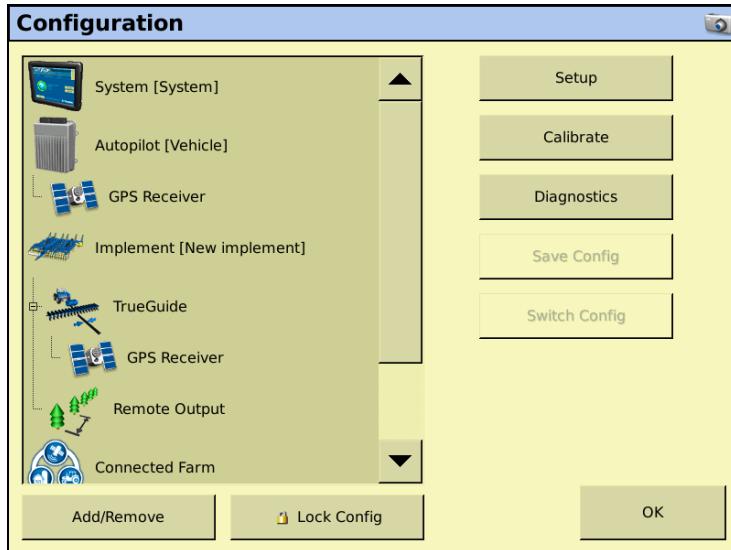 Configuration
System [System]
Autopilot [Vehicle]
GPS Receiver
Implement [New implement]
TrueGuide
GPS Receiver
Remote Output
Connected Farm
Setup
Calibrate
Diagnostics
Save Config
Switch Config
Add/Remove
Lock Config
OK